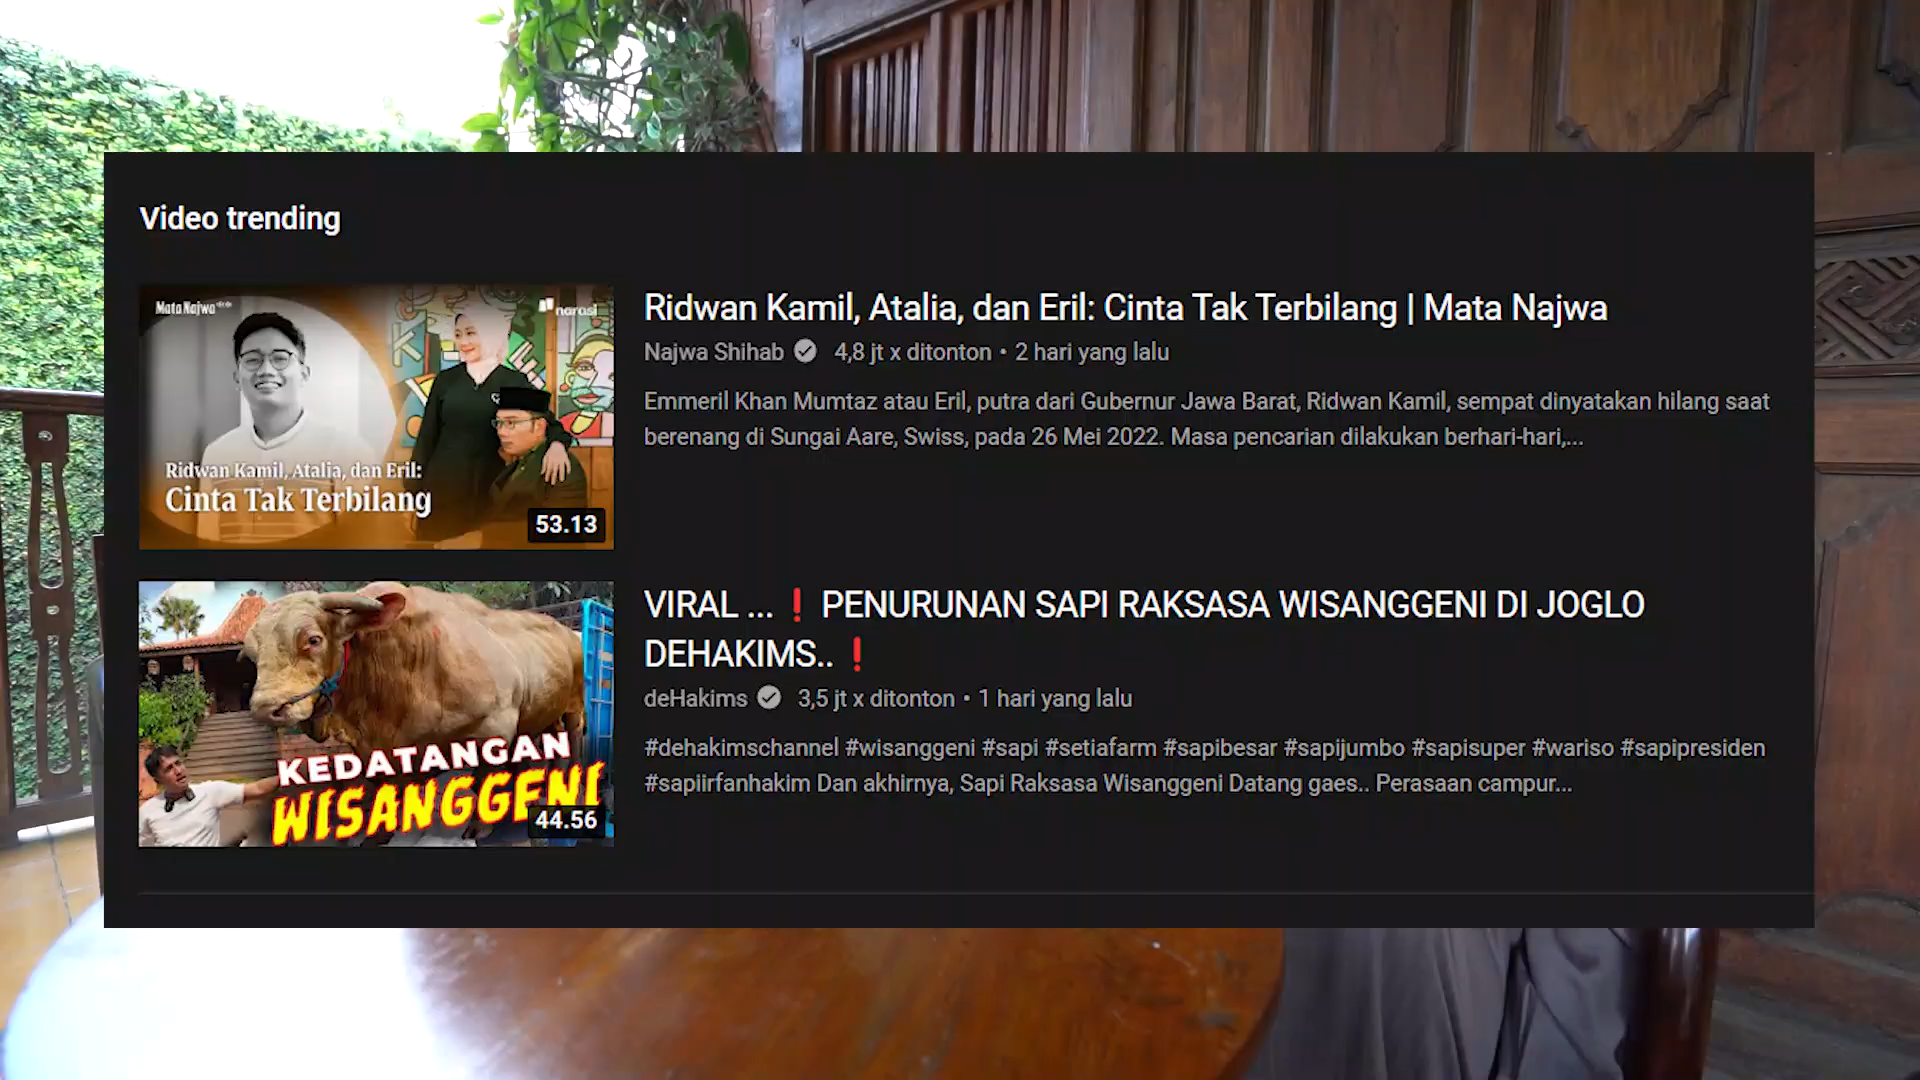 Video trending
Mata Najwa
narasi
Ridwan Kamil, Atalia, dan Eril:
Cinta Tak Terbilang
53.13
Ridwan Kamil, Atalia, dan Eril: Cinta Tak Terbilang | Mata Najwa
Najwa Shihab 4,8 jt x ditonton • 2 hari yang lalu
Emmeril Khan Mumtaz atau Eril, putra dari Gubernur Jawa Barat, Ridwan Kamil, sempat dinyatakan hilang saat
berenang di Sungai Aare, Swiss, pada 26 Mei 2022. Masa pencarian dilakukan berhari-hari,...
KEDATANGAN
WISANGGENI
44.56
VIRAL ...❗PENURUNAN SAPI RAKSASA WISANGGENI DI JOGLO
DEHAKIMS.. ❗
deHakims 3,5 jt x ditonton • 1 hari yang lalu
#dehakimschannel #wisanggeni #sapi #setiafarm #sapibesar #sapijumbo #sapisuper #wariso #sapipresiden
#sapiirfanhakim Dan akhirnya, Sapi Raksasa Wisanggeni Datang gaes.. Perasaan campur...